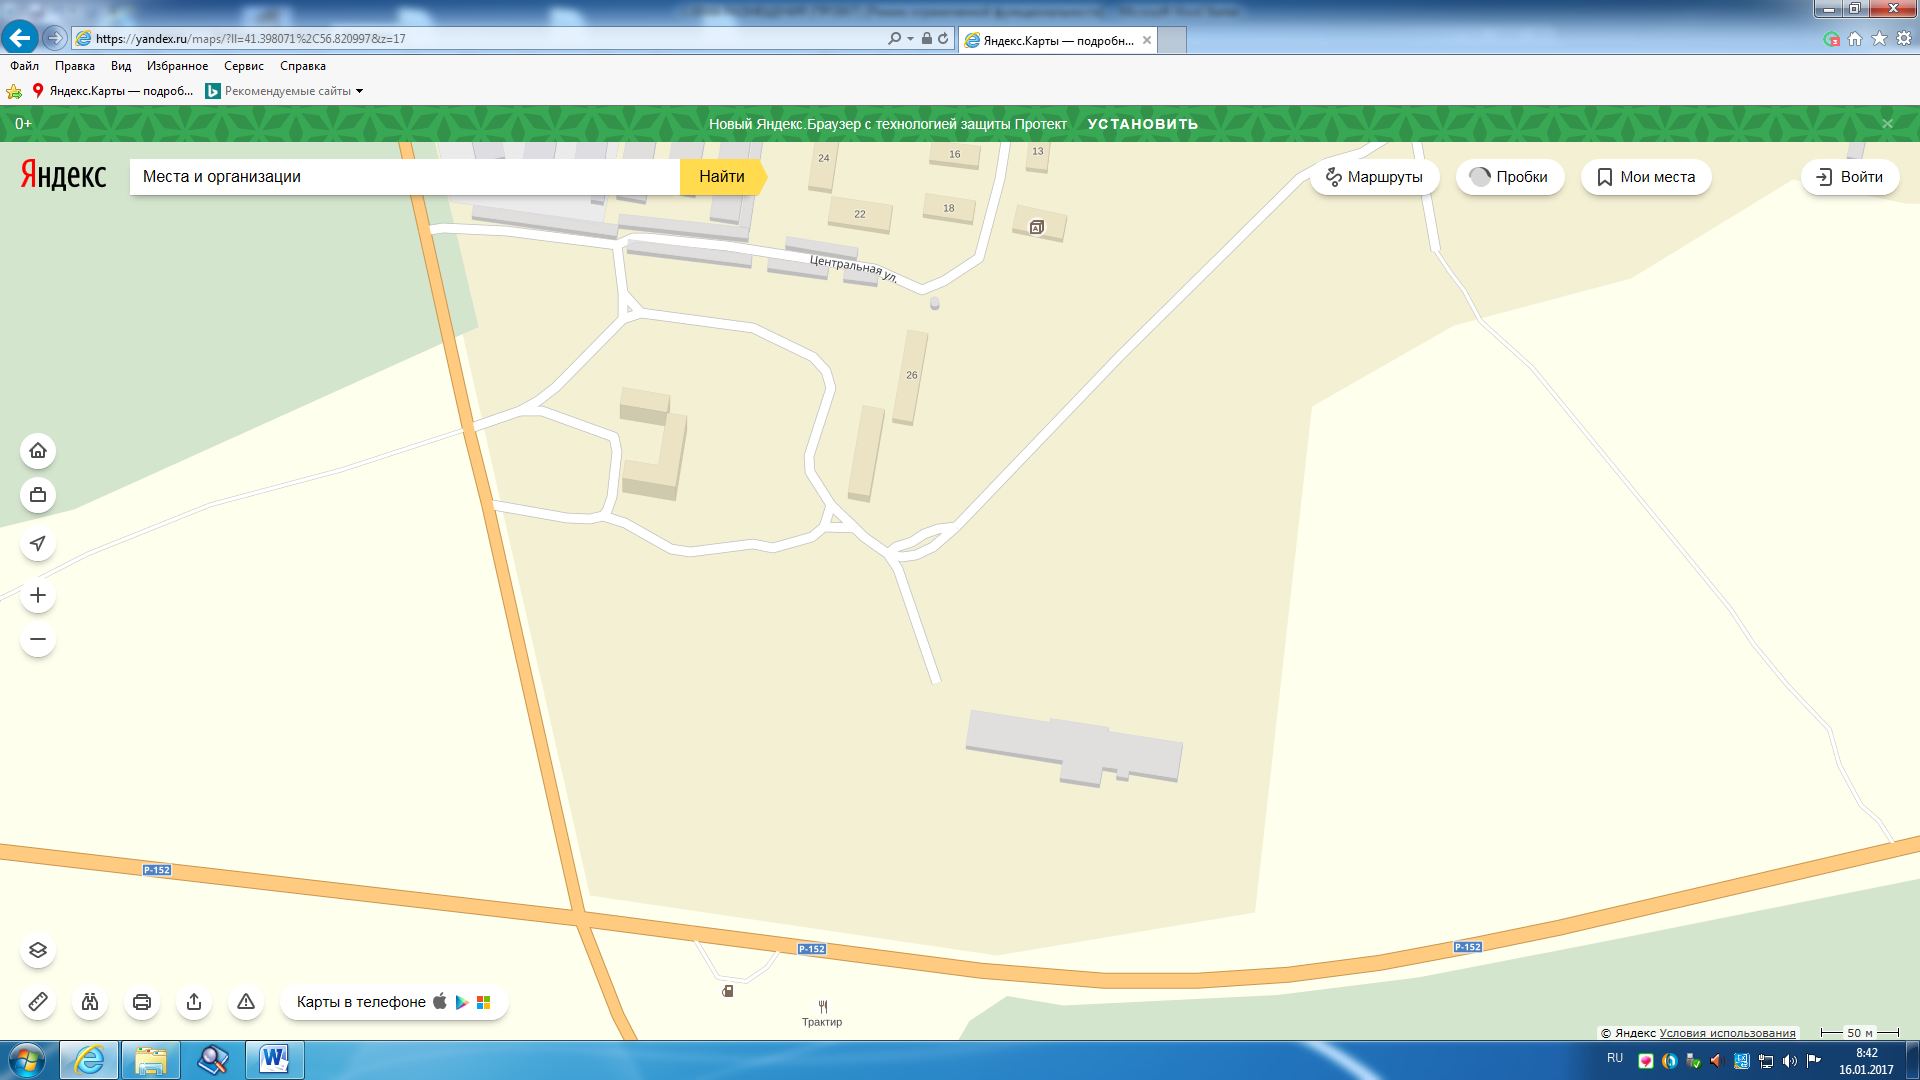 https://yandex.ru/maps/?ll=41.398071%2C56.820997&z=17
Яндекс.Карты — подробн...
Файл Правка Вид Избранное Сервис Справка
Яндекс.Карты — подроб... Рекомендуемые сайты
0+
Новый Яндекс.Браузер с технологией защиты Протект УСТАНОВИТЬ
Яндекс
Места и организации
Найти
Маршруты
Пробки
Мои места
Войти
24
16
13
22
18
Центральная ул.
26
Р-152
Р-152
Р-152
Карты в телефоне
Трактир
© Яндекс Условия использования
50 м
RU
8:42
16.01.2017